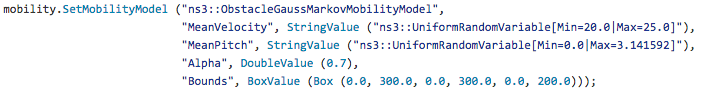 mobility.SetMobilityModel ("ns3::ObstacleGaussMarkovMobilityModel",
"MeanVelocity", StringValue ("ns3::UniformRandomVariable[Min=20.0|Max=25.0]"),
"MeanPitch", StringValue ("ns3::UniformRandomVariable[Min=0.0|Max=3.141592]"),
"Alpha", DoubleValue (0.7),
"Bounds", BoxValue (Box (0.0, 300.0, 0.0, 300.0, 0.0, 200.0)));